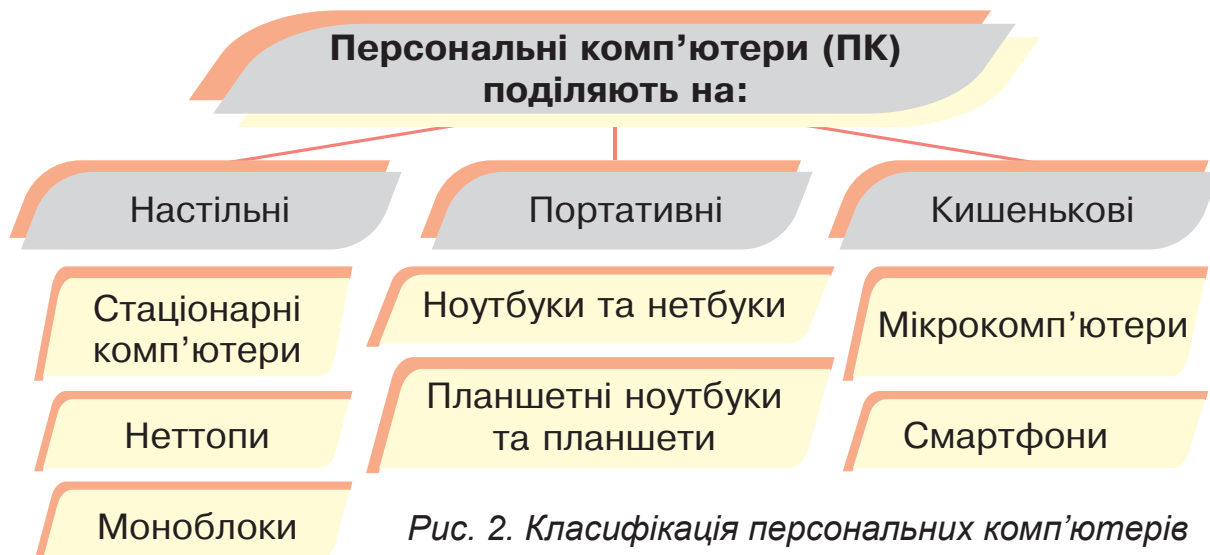 Персональні комп’ютери (ПК)
поділяють на:
Настільні
Стаціонарні
комп’ютери
Неттопи
Моноблоки
Портативні
Ноутбуки та нетбуки
Планшетні ноутбуки
та планшети
Кишенькові
Мікрокомп’ютери
Смартфони
Рис. 2. Класифікація персональних комп’ютерів